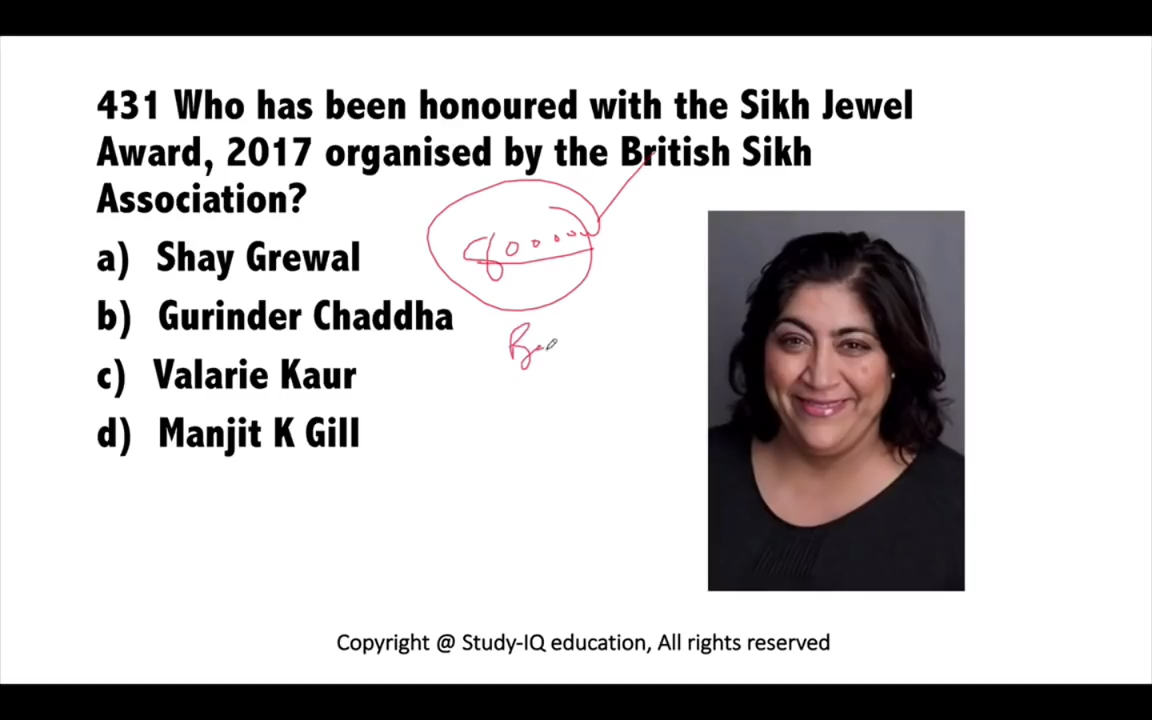 431 Who has been honoured with the Sikh Jewel
Award, 2017 organised by the British Sikh
Association?
a) Shay Grewal
b) Gurinder Chaddha
c) Valarie Kaur
d) Manjit K Gill
Copyright @ Study-IQ education, All rights reserved